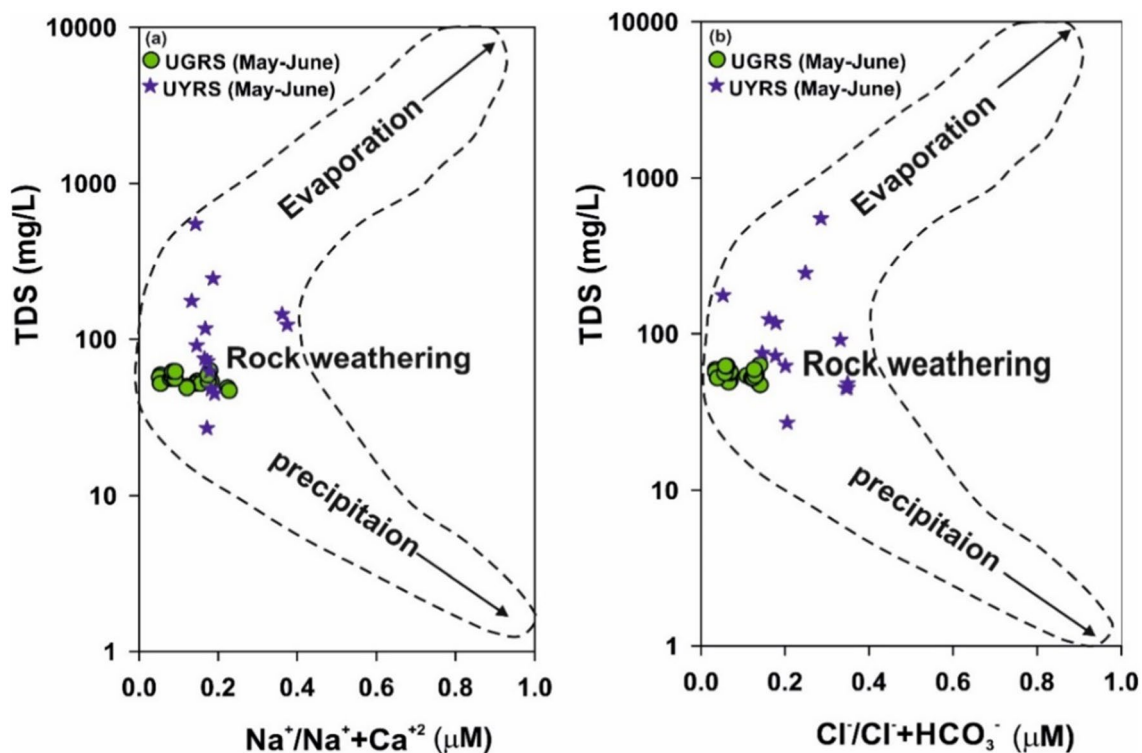 (a)
UGRS (May-June)
UYRS (May-June)
10000
1000
100
10
1
TDS (mg/L)
Evaporation
Rock weathering
precipitaion
0.0 0.2 0.4 0.6 0.8 1.0
Na⁺/Na⁺+Ca⁺² (μM)
(b)
UGRS (May-June)
UYRS (May-June)
10000
1000
100
10
1
TDS (mg/L)
Evaporation
Rock weathering
precipitaion
0.0 0.2 0.4 0.6 0.8 1.0
Cl⁻/Cl⁻+HCO₃⁻ (μM)